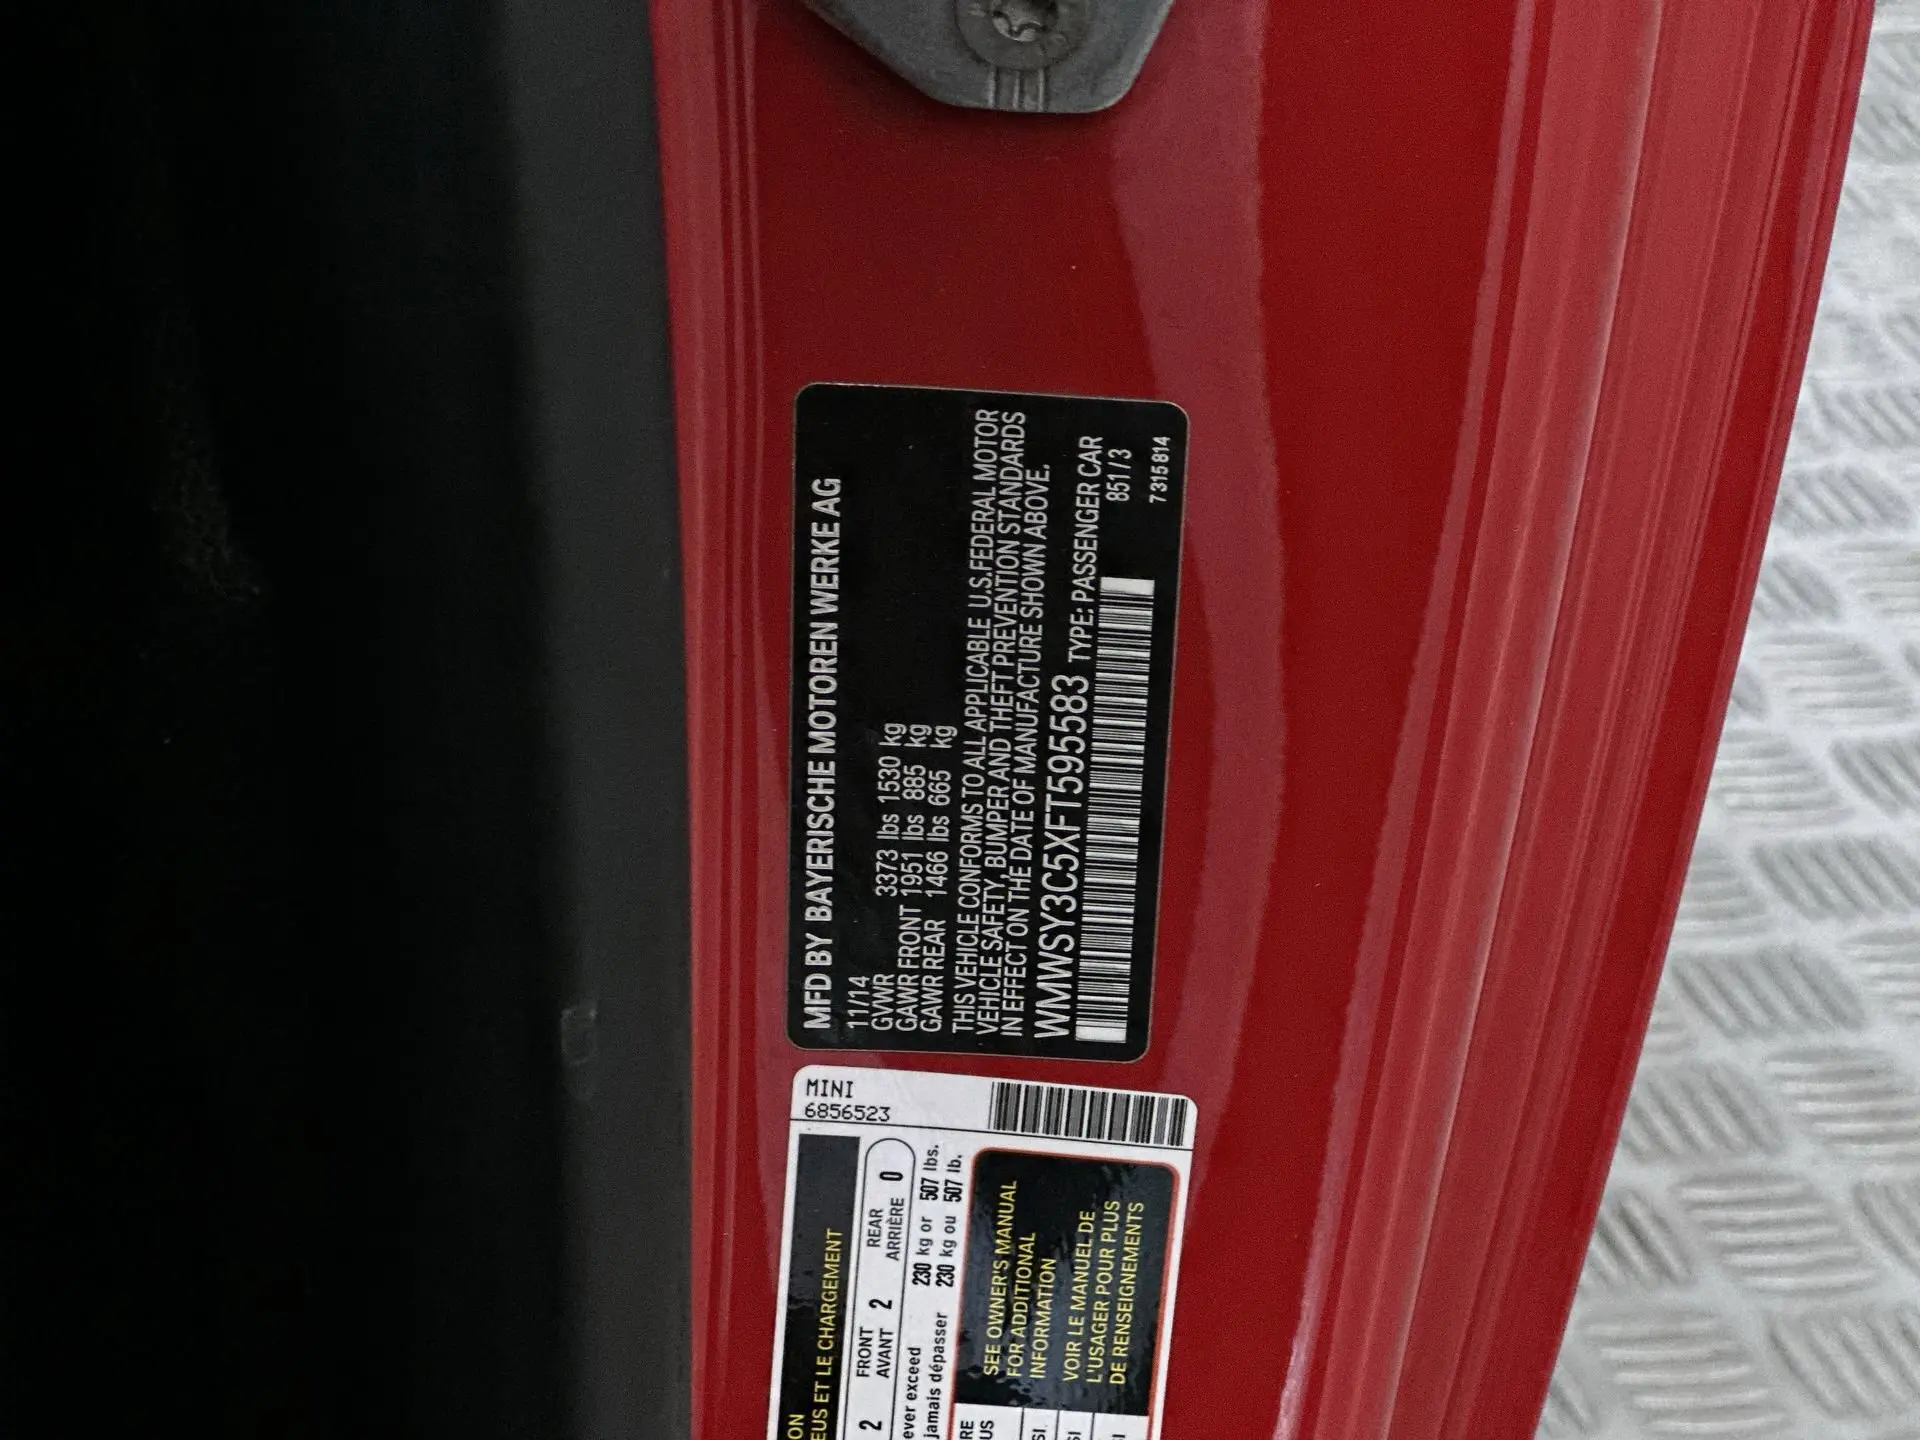 MFD BY BAYERISCHE MOTOREN WERKE AG
11/14
GVWR 3373 lbs 1530 kg
GAWR FRONT 1951 lbs 885 kg
GAWR REAR 1466 lbs 665 kg
THIS VEHICLE CONFORMS TO ALL APPLICABLE U.S.FEDERAL MOTOR
VEHICLE SAFETY, BUMPER AND THEFT PREVENTION STANDARDS
IN EFFECT ON THE DATE OF MANUFACTURE SHOWN ABOVE.
WMWSY3C5XFT595583 TYPE: PASSENGER CAR
851/3
7315814
MINI
6856523
EUS ET LE CHARGEMENT
2 FRONT 2 REAR 0
AVANT ARRIÈRE
ever exceed 230 kg or 507 lbs.
jamais dépasser 230 kg ou 507 lb.
SEE OWNER'S MANUAL
FOR ADDITIONAL
INFORMATION
VOIR LE MANUEL DE
L'USAGER POUR PLUS
DE RENSEIGNEMENTS